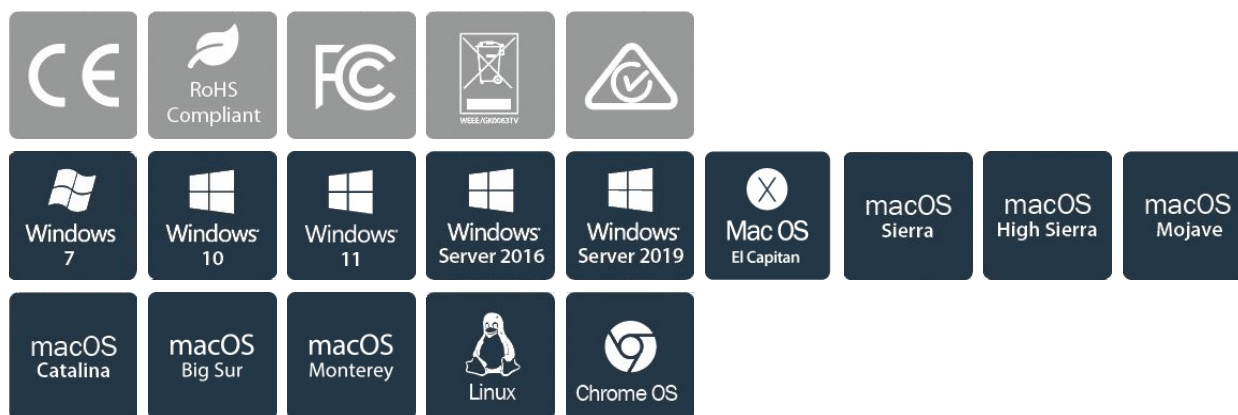 CE
RoHS
Compliant
FC
WEEE/GK0083TV
Windows
7
Windows
10
Windows
11
Windows
Server 2016
Windows
Server 2019
X
Mac OS
El Capitan
macOS
Sierra
macOS
High Sierra
macOS
Mojave
macOS
Catalina
macOS
Big Sur
macOS
Monterey
Linux
Chrome OS